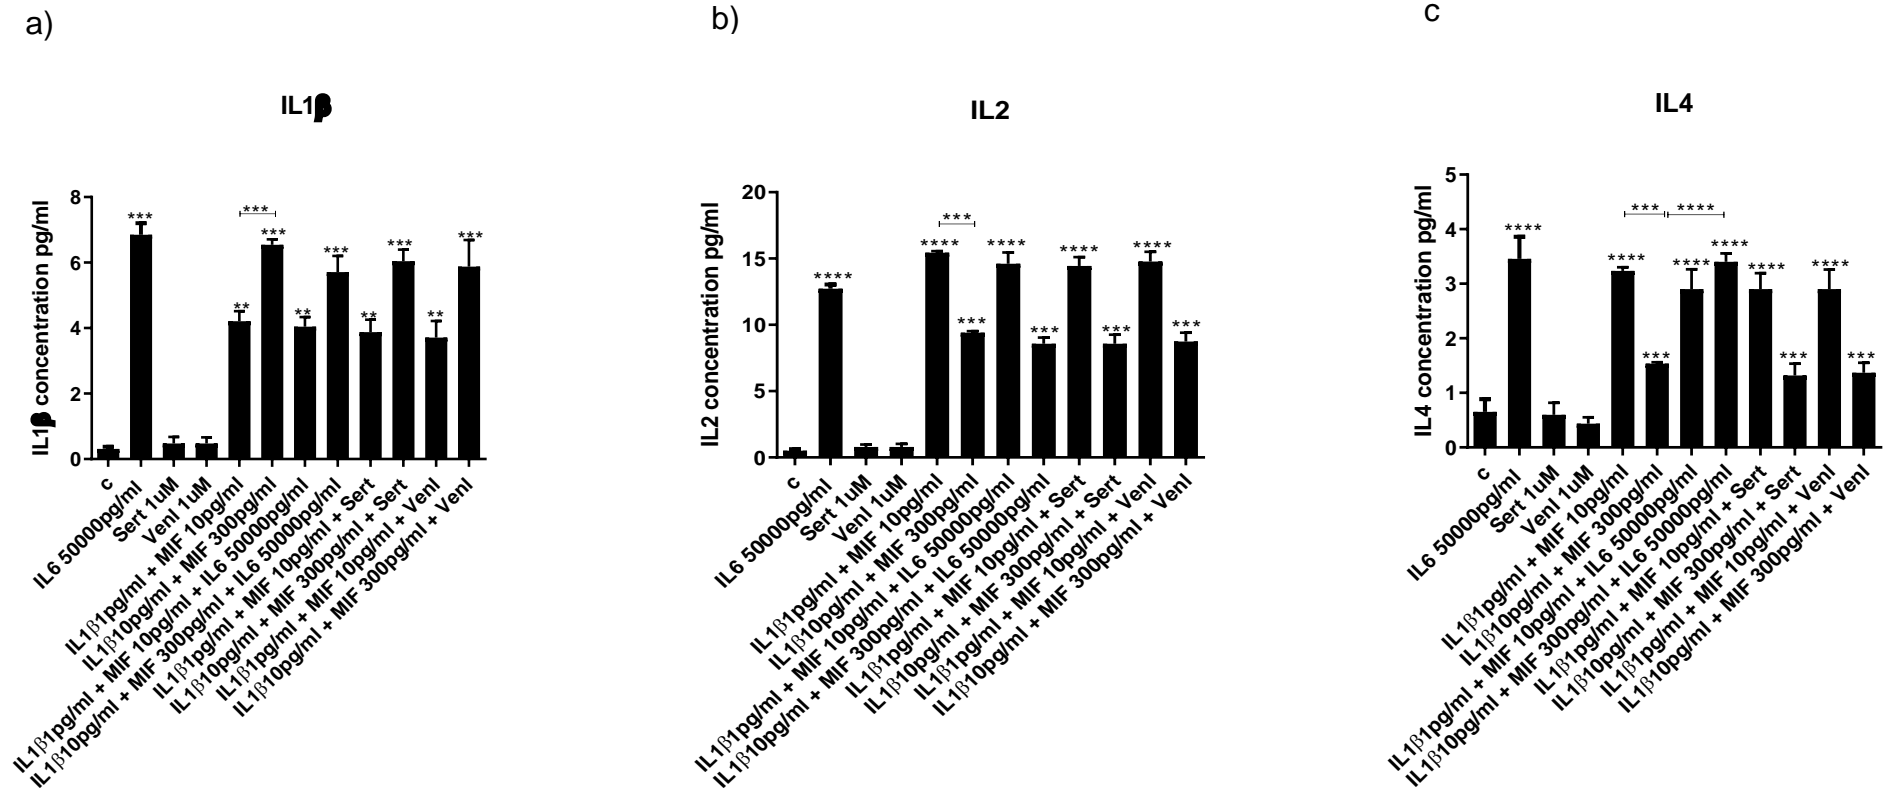 a)
IL1β
IL1β concentration pg/ml
8
6
4
2
0
***
**
***
***
**
**
***
**
***
**
***
c
IL6 50000pg/ml
Sert 1uM
Venl 1uM
IL1β1pg/ml + MIF 10pg/ml
IL1β10pg/ml + MIF 300pg/ml
IL1β1pg/ml + MIF 10pg/ml + IL6 50000pg/ml
IL1β10pg/ml + MIF 300pg/ml + IL6 50000pg/ml
IL1β1pg/ml + MIF 10pg/ml + Sert
IL1β10pg/ml + MIF 300pg/ml + Sert
IL1β1pg/ml + MIF 10pg/ml + Venl
IL1β10pg/ml + MIF 300pg/ml + Venl
b)
IL2
IL2 concentration pg/ml
20
15
10
5
0
****
****
***
***
****
***
****
***
****
***
c
IL6 50000pg/ml
Sert 1uM
Venl 1uM
IL1β1pg/ml + MIF 10pg/ml
IL1β10pg/ml + MIF 300pg/ml
IL1β1pg/ml + MIF 10pg/ml + IL6 50000pg/ml
IL1β10pg/ml + MIF 300pg/ml + IL6 50000pg/ml
IL1β1pg/ml + MIF 10pg/ml + Sert
IL1β10pg/ml + MIF 300pg/ml + Sert
IL1β1pg/ml + MIF 10pg/ml + Venl
IL1β10pg/ml + MIF 300pg/ml + Venl
c
IL4
IL4 concentration pg/ml
5
4
3
2
1
0
****
****
***
***
****
****
****
****
***
****
***
c
IL6 50000pg/ml
Sert 1uM
Venl 1uM
IL1β1pg/ml + MIF 10pg/ml
IL1β10pg/ml + MIF 300pg/ml
IL1β1pg/ml + MIF 10pg/ml + IL6 50000pg/ml
IL1β10pg/ml + MIF 300pg/ml + IL6 50000pg/ml
IL1β1pg/ml + MIF 10pg/ml + Sert
IL1β10pg/ml + MIF 300pg/ml + Sert
IL1β1pg/ml + MIF 10pg/ml + Venl
IL1β10pg/ml + MIF 300pg/ml + Venl